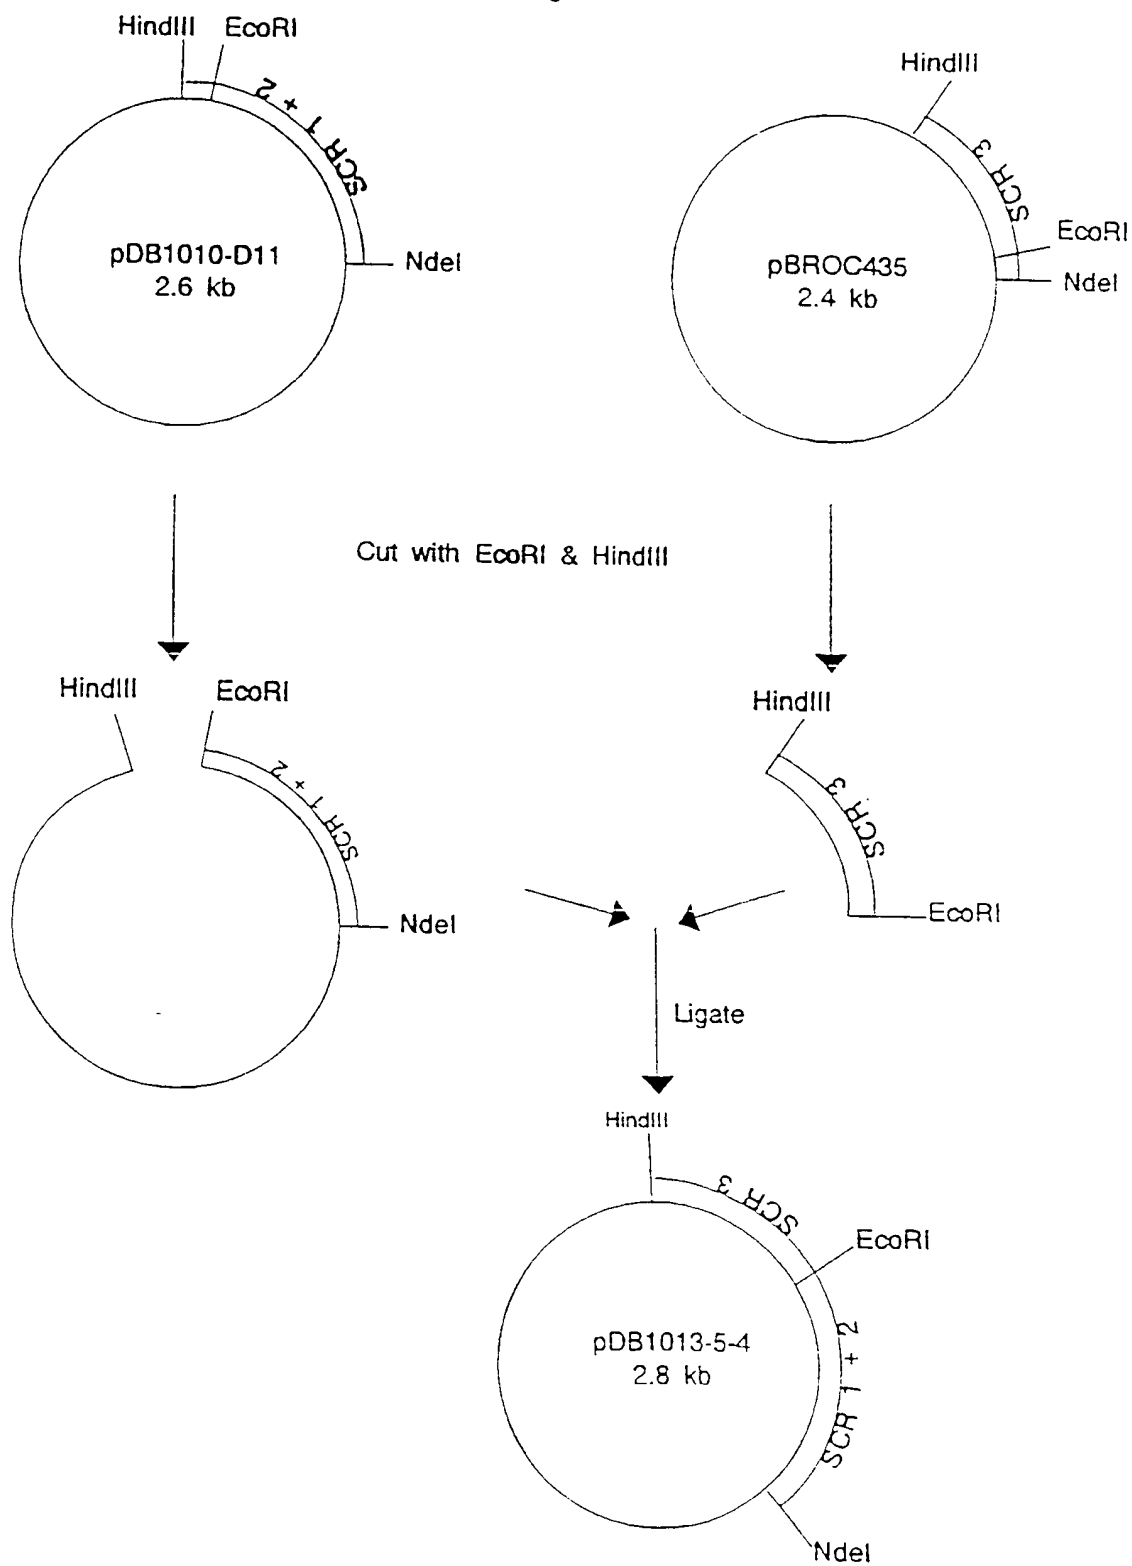 HindIII
EcoRI
SCR 1 + 2
pDB1010-D11
2.6 kb
NdeI
HindIII
SCR 3
EcoRI
pBROC435
2.4 kb
NdeI
Cut with EcoRI & HindIII
HindIII
EcoRI
SCR 1 + 2
NdeI
HindIII
SCR 3
EcoRI
Ligate
HindIII
SCR 3
EcoRI
pDB1013-5-4
2.8 kb
SCR 1 + 2
NdeI